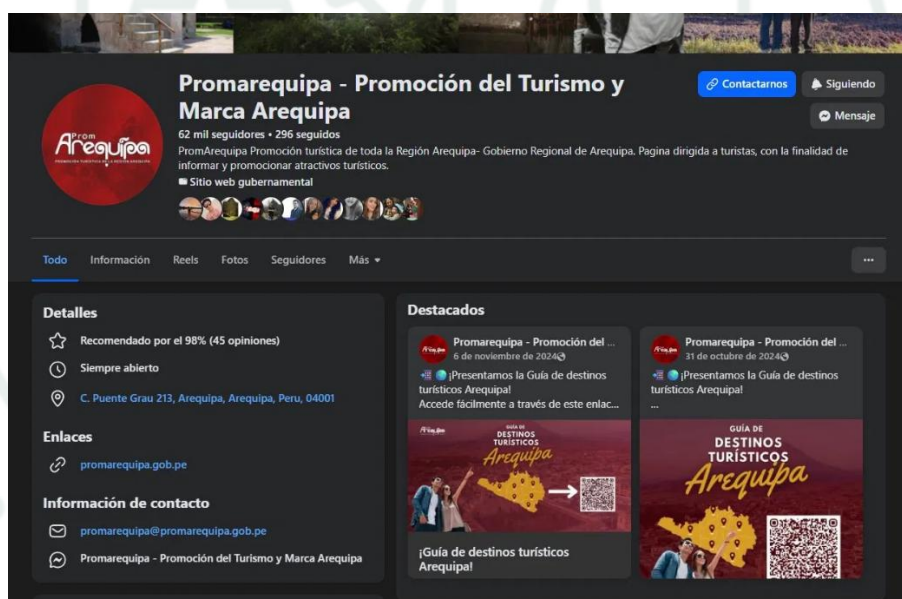 Promarequipa - Promoción del Turismo y
Marca Arequipa
62 mil seguidores • 296 seguidos
PromArequipa Promoción turística de toda la Región Arequipa- Gobierno Regional de Arequipa. Pagina dirigida a turistas, con la finalidad de
informar y promocionar atractivos turísticos.
Sitio web gubernamental
Contactarnos
Siguiendo
Mensaje
Prom
Arequipa
Todo Información Reels Fotos Seguidores Más
Detalles
Recomendado por el 98% (45 opiniones)
Siempre abierto
C. Puente Grau 213, Arequipa, Arequipa, Peru, 04001
Enlaces
promarequipa.gob.pe
Información de contacto
promarequipa@promarequipa.gob.pe
Promarequipa - Promoción del Turismo y Marca Arequipa
Destacados
Promarequipa - Promoción del ...
6 de noviembre de 2024
¡Presentamos la Guía de destinos
turísticos Arequipa!
Accede fácilmente a través de este enlac...
GUÍA DE
DESTINOS
TURÍSTICOS
Arequipa
¡Guía de destinos turísticos
Arequipa!
Promarequipa - Promoción del ...
31 de octubre de 2024
¡Presentamos la Guía de destinos
turísticos Arequipa!
...
GUÍA DE
DESTINOS
TURÍSTICOS
Arequipa